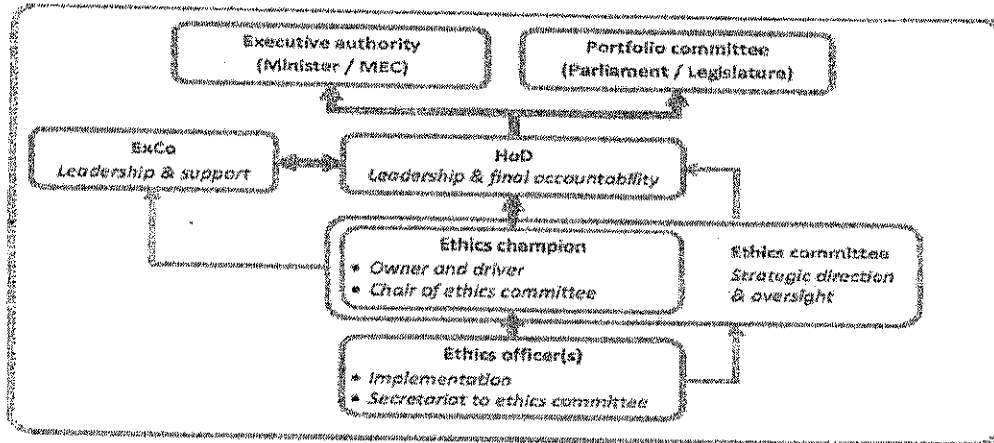 Executive authority
(Minister / MEC)
Portfolio committee
(Parliament / Legislature)
ExCo
Leadership & support
HoD
Leadership & final accountability
Ethics champion
• Owner and driver
• Chair of ethics committee
Ethics committee
Strategic direction
& oversight
Ethics officer(s)
• Implementation
• Secretariat to ethics committee